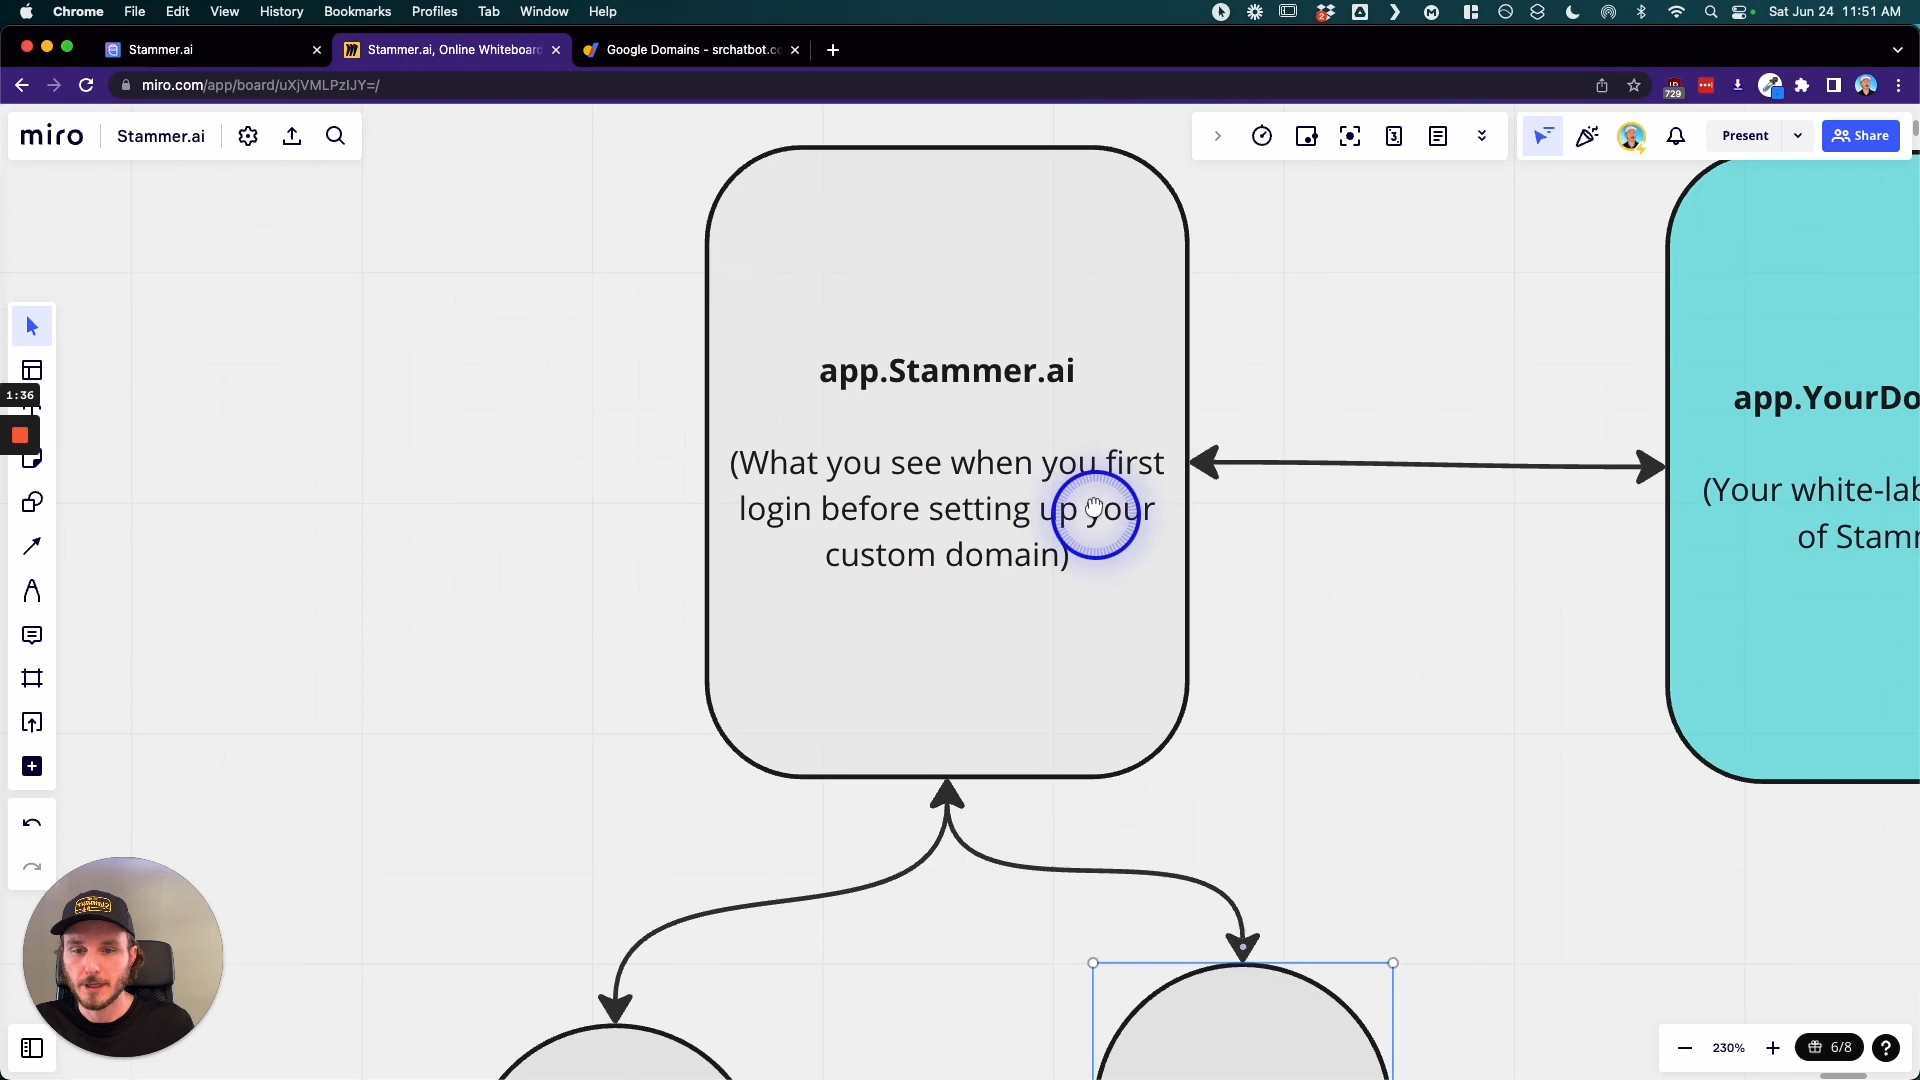 Chrome File Edit View History Bookmarks Profiles Tab Window Help Sat Jun 24 11:51 AM
Stammer.ai Stammer.ai, Online Whiteboard Google Domains - srchatbot.cc
miro.com/app/board/uXjVMLPzIJY=/
729
miro Stammer.ai Present Share
app.Stammer.ai
(What you see when you first
login before setting up your
custom domain)
app.YourDo
(Your white-lab
of Stamm
1:36
230% 6/8